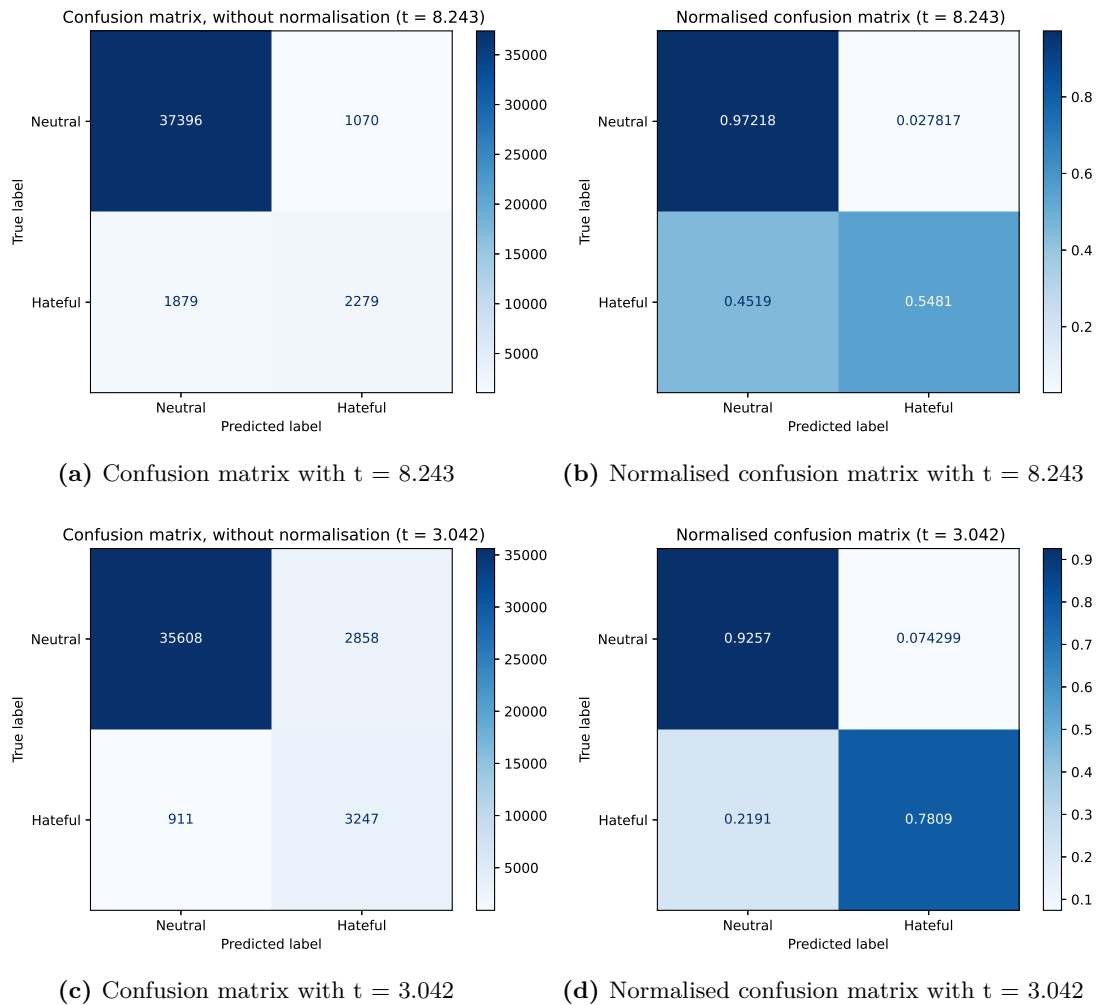 Confusion matrix, without normalisation (t = 8.243)
Neutral
Hateful
True label
37396
1070
1879
2279
Neutral
Hateful
Predicted label
35000
30000
25000
20000
15000
10000
5000
(a) Confusion matrix with t = 8.243
Normalised confusion matrix (t = 8.243)
Neutral
Hateful
True label
0.97218
0.027817
0.4519
0.5481
Neutral
Hateful
Predicted label
0.8
0.6
0.4
0.2
(b) Normalised confusion matrix with t = 8.243
Confusion matrix, without normalisation (t = 3.042)
Neutral
Hateful
True label
35608
2858
911
3247
Neutral
Hateful
Predicted label
35000
30000
25000
20000
15000
10000
5000
(c) Confusion matrix with t = 3.042
Normalised confusion matrix (t = 3.042)
Neutral
Hateful
True label
0.9257
0.074299
0.2191
0.7809
Neutral
Hateful
Predicted label
0.9
0.8
0.7
0.6
0.5
0.4
0.3
0.2
0.1
(d) Normalised confusion matrix with t = 3.042